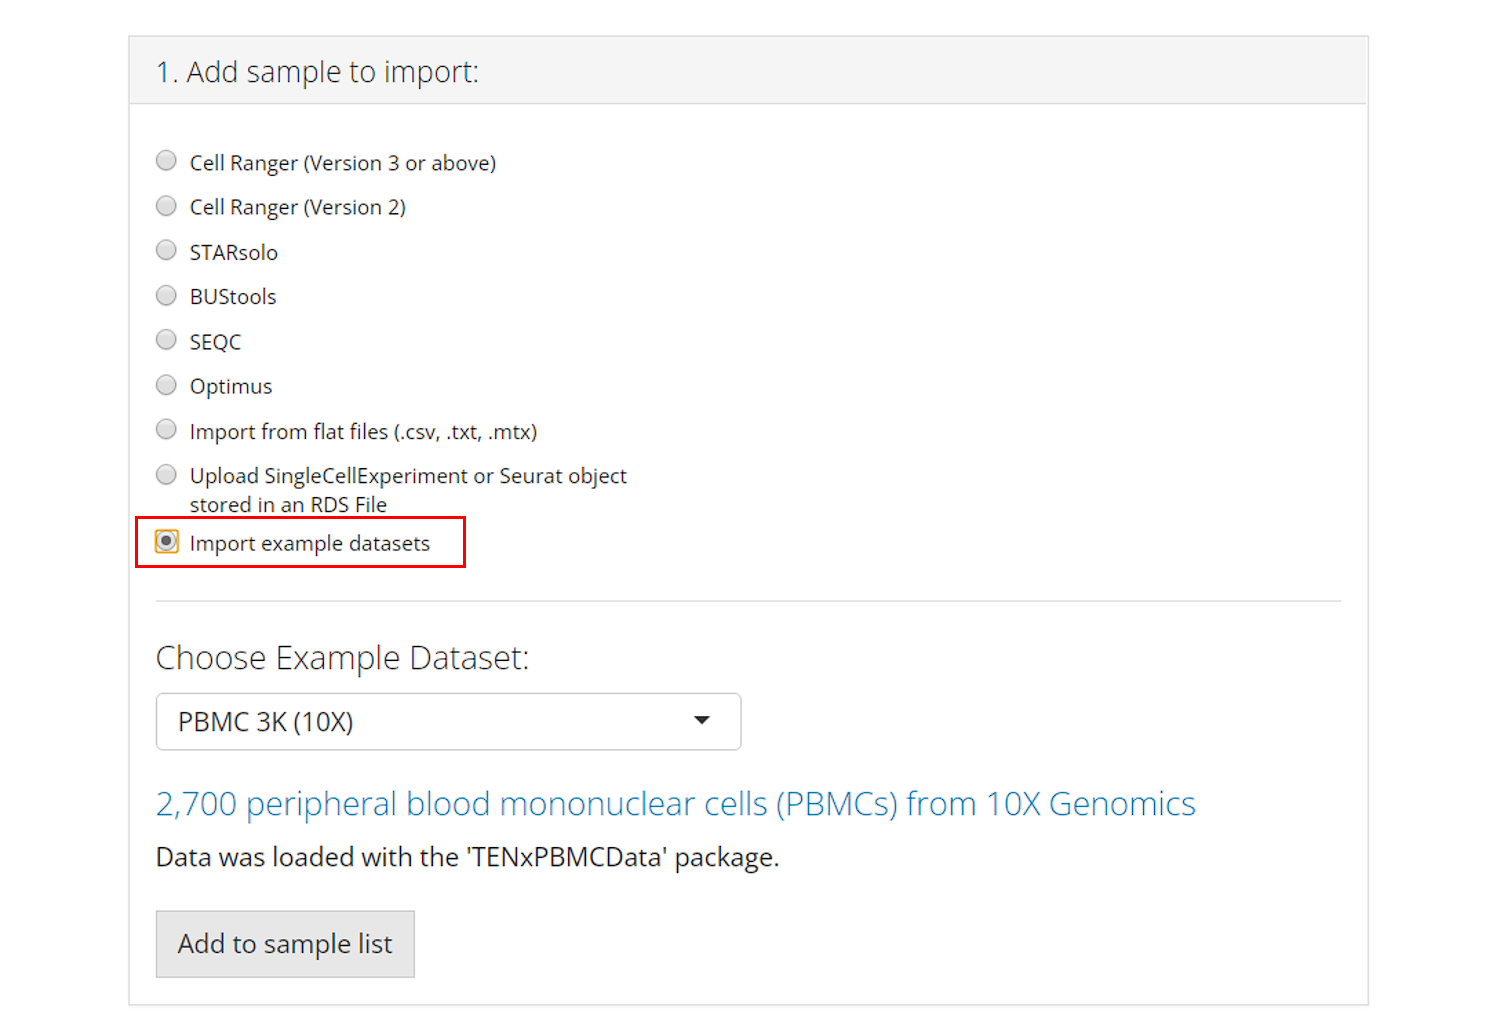 1. Add sample to import:
Cell Ranger (Version 3 or above)
Cell Ranger (Version 2)
STARsolo
BUStools
SEQC
Optimus
Import from flat files (.csv, .txt, .mtx)
Upload SingleCellExperiment or Seurat object
stored in an RDS File
Import example datasets
Choose Example Dataset:
PBMC 3K (10X)
2,700 peripheral blood mononuclear cells (PBMCs) from 10X Genomics
Data was loaded with the 'TENxPBMCData' package.
Add to sample list